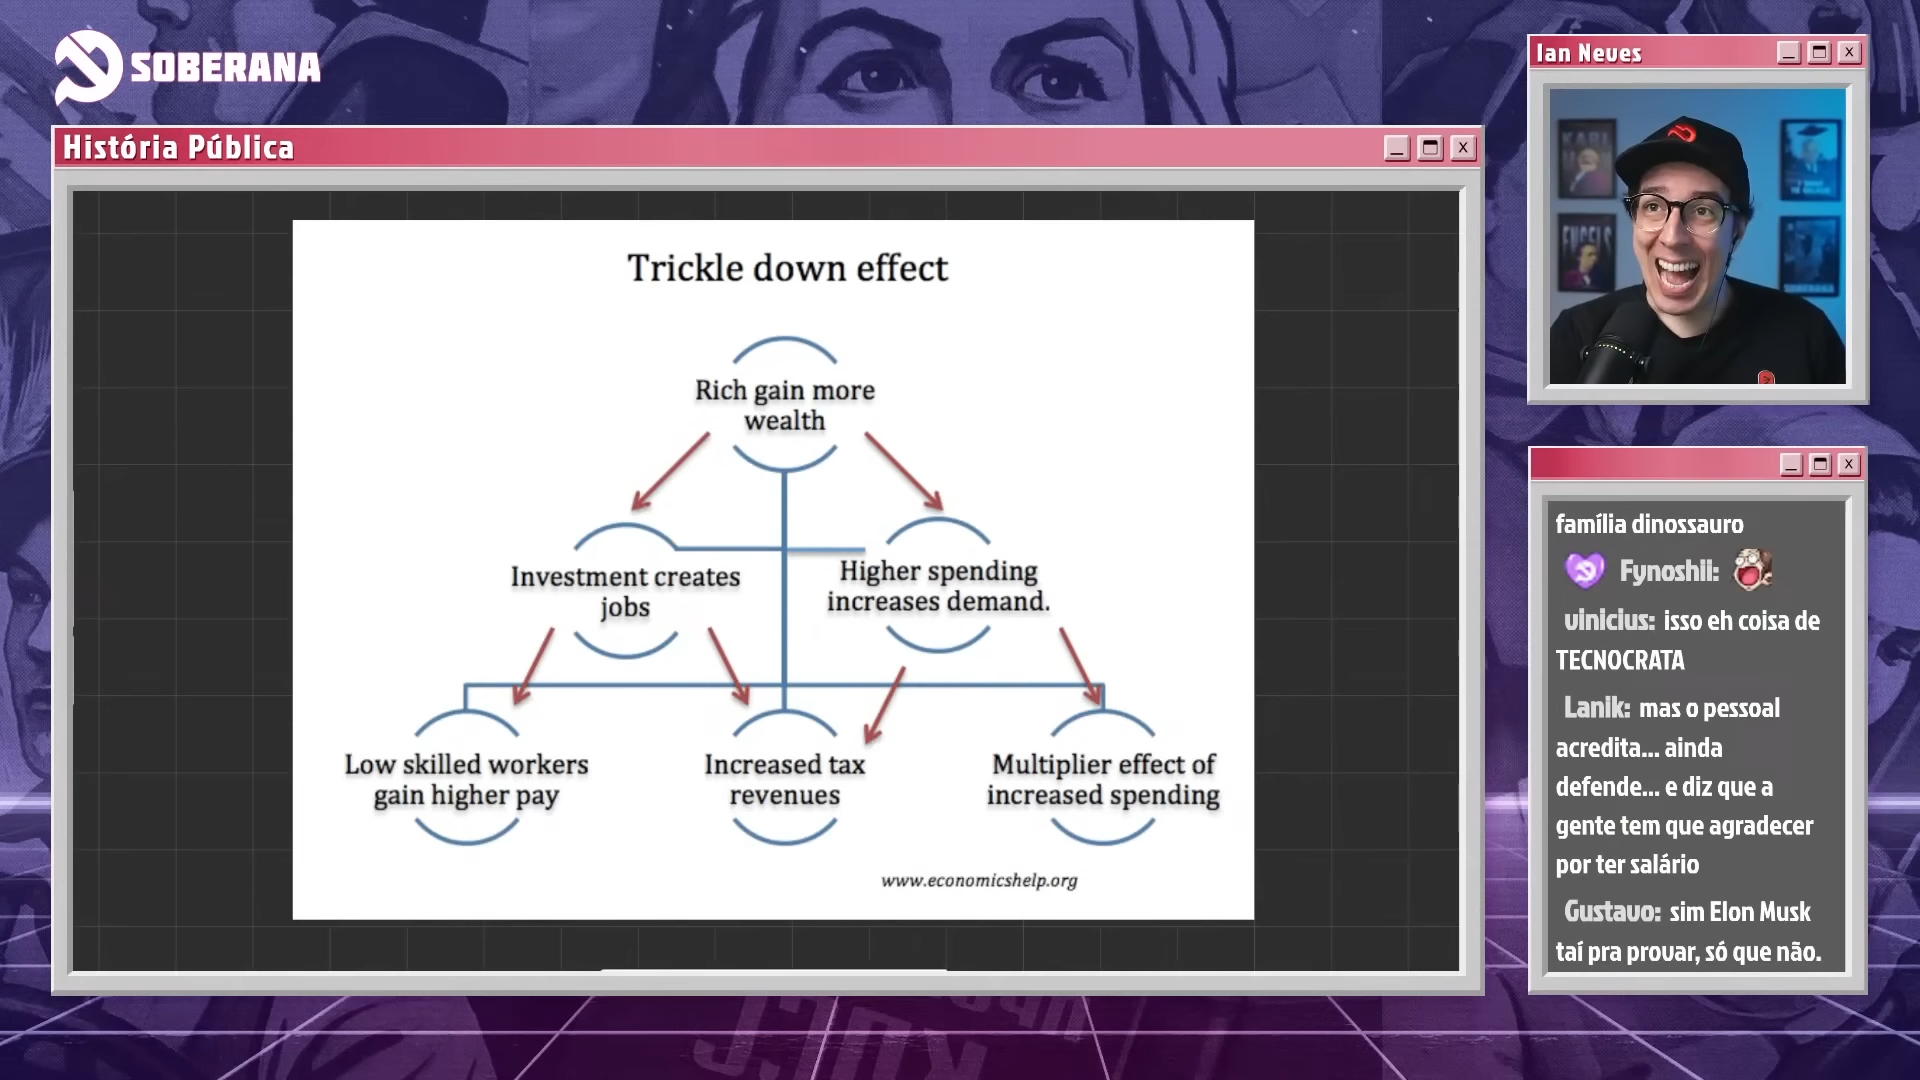 SOBERANA
História Pública
Trickle down effect
Rich gain more
wealth
Investment creates
jobs
Higher spending
increases demand.
Low skilled workers
gain higher pay
Increased tax
revenues
Multiplier effect of
increased spending
www.economicshelp.org
Ian Neves
KARL
ENGELS
SOBERANA
família dinossauro
Fynoshii:
vinicius: isso eh coisa de
TECNOCRATA
Lanik: mas o pessoal
acredita... ainda
defende... e diz que a
gente tem que agradecer
por ter salário
Gustavo: sim Elon Musk
taí pra provar, só que não.